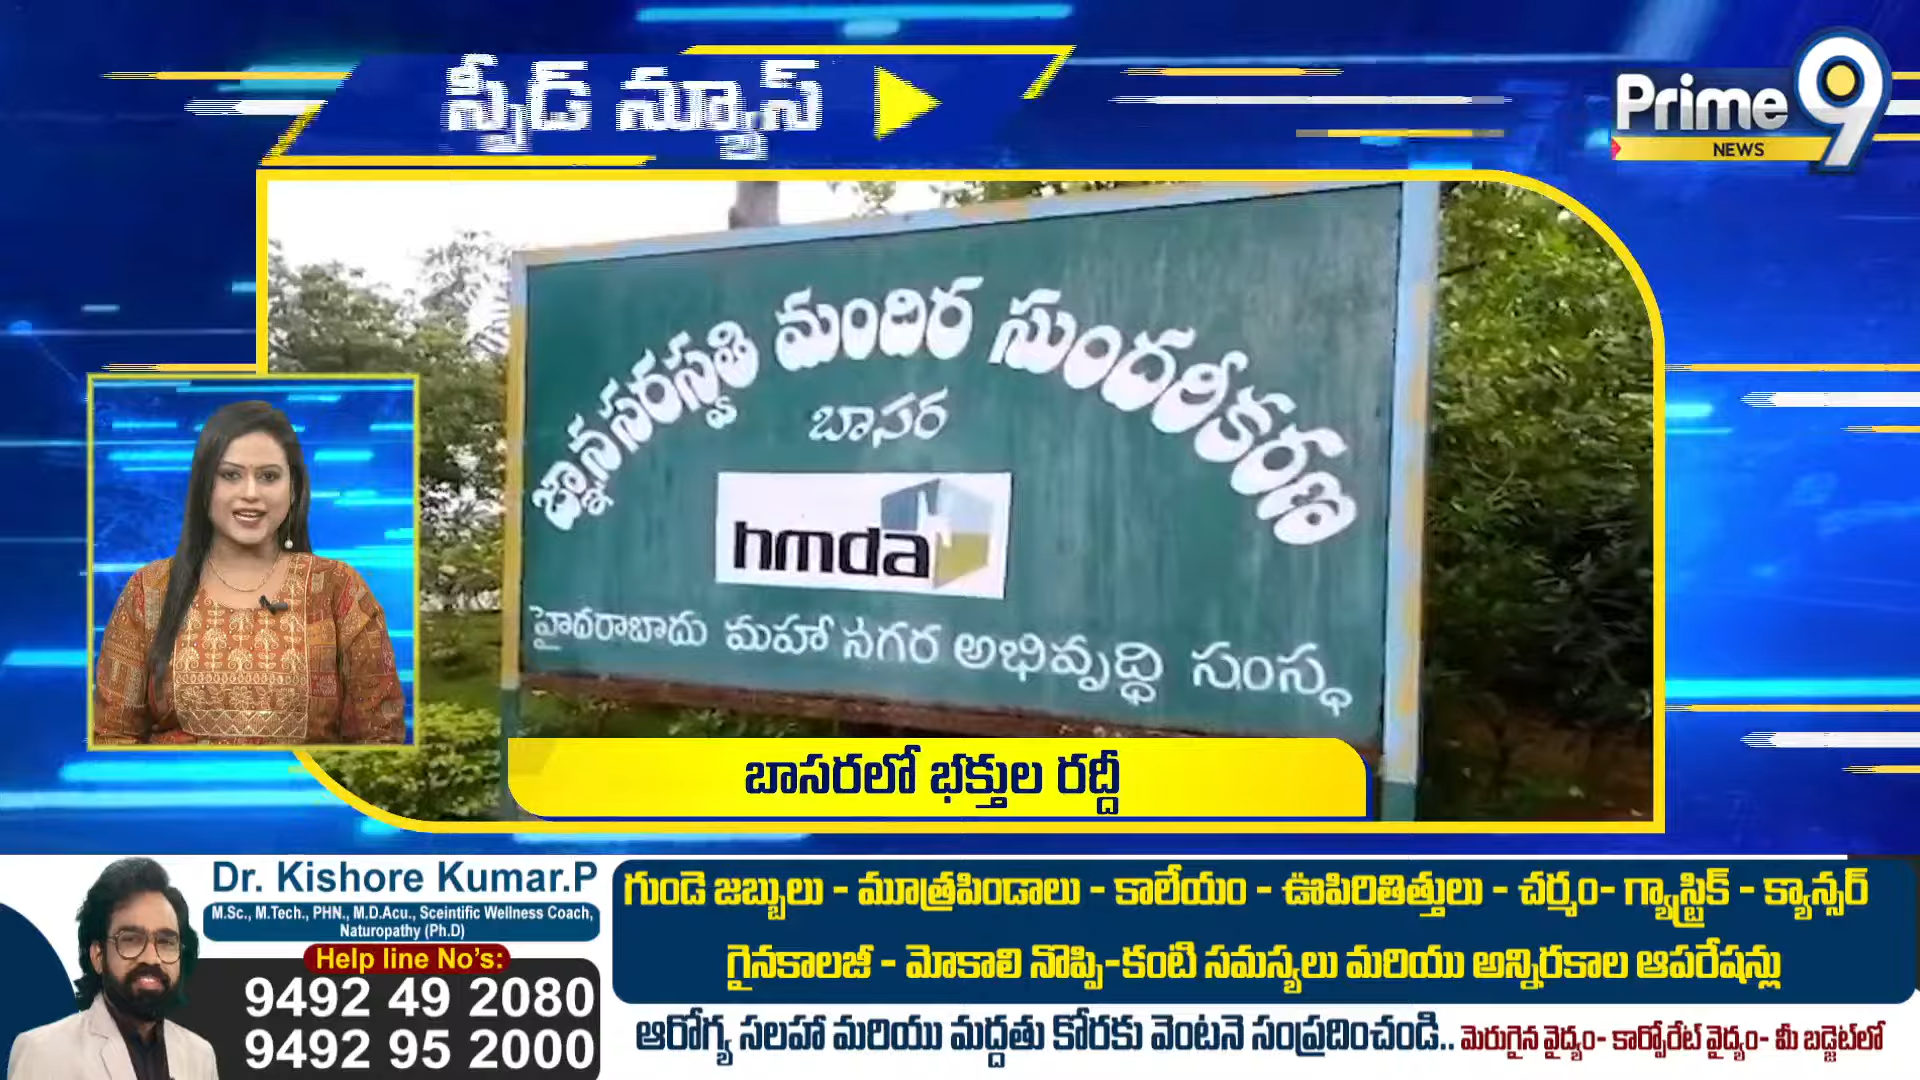 స్పీడ్ న్యూస్
Prime9
NEWS
జ్ఞానసరస్వతి మందిర సుందరీకరణ
బాసర
hmda
హైదరాబాదు మహా నగర అభివృద్ధి సంస్థ
బాసరలో భక్తుల రద్దీ
Dr. Kishore Kumar.P
M.Sc., M.Tech., PHN., M.D.Acu., Sceintific Wellness Coach,
Naturopathy (Ph.D)
Help line No's:
9492 49 2080
9492 95 2000
గుండె జబ్బులు - మూత్రపిండాలు - కాలేయం - ఊపిరితిత్తులు - చర్మం- గ్యాస్ట్రిక్ - క్యాన్సర్
గైనకాలజీ - మోకాలి నొప్పి-కంటి సమస్యలు మరియు అన్నిరకాల ఆపరేషన్లు
ఆరోగ్య సలహా మరియు మద్దతు కోరకు వెంటనె సంప్రదించండి.. మెరుగైన వైద్యం- కార్పోరేట్ వైద్యం- మీ బడ్జెట్‌లో